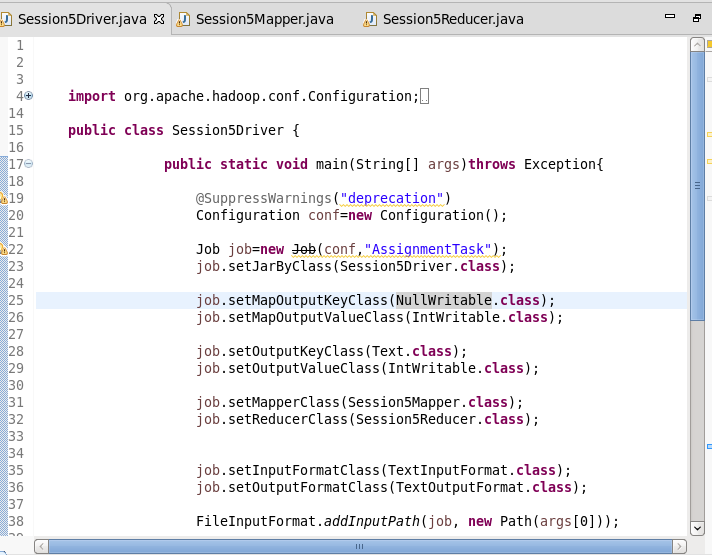 Session5Driver.java Session5Mapper.java Session5Reducer.java
1
2
3
4 import org.apache.hadoop.conf.Configuration;
14
15 public class Session5Driver {
16
17 public static void main(String[] args)throws Exception{
18
19 @SuppressWarnings("deprecation")
20 Configuration conf=new Configuration();
21
22 Job job=new Job(conf,"AssignmentTask");
23 job.setJarByClass(Session5Driver.class);
24
25 job.setMapOutputKeyClass(NullWritable.class);
26 job.setMapOutputValueClass(IntWritable.class);
27
28 job.setOutputKeyClass(Text.class);
29 job.setOutputValueClass(IntWritable.class);
30
31 job.setMapperClass(Session5Mapper.class);
32 job.setReducerClass(Session5Reducer.class);
33
34
35 job.setInputFormatClass(TextInputFormat.class);
36 job.setOutputFormatClass(TextOutputFormat.class);
37
38 FileInputFormat.addInputPath(job, new Path(args[0]));